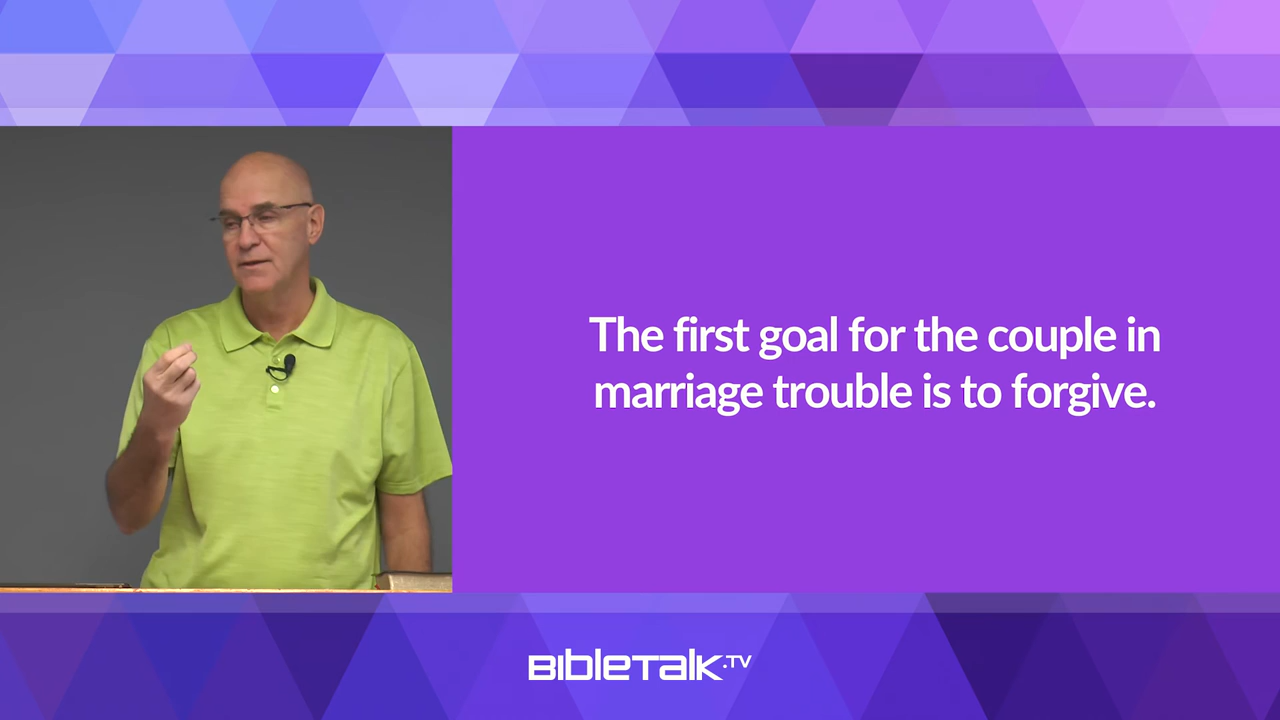 The first goal for the couple in
marriage trouble is to forgive.
BIBLETALK.TV